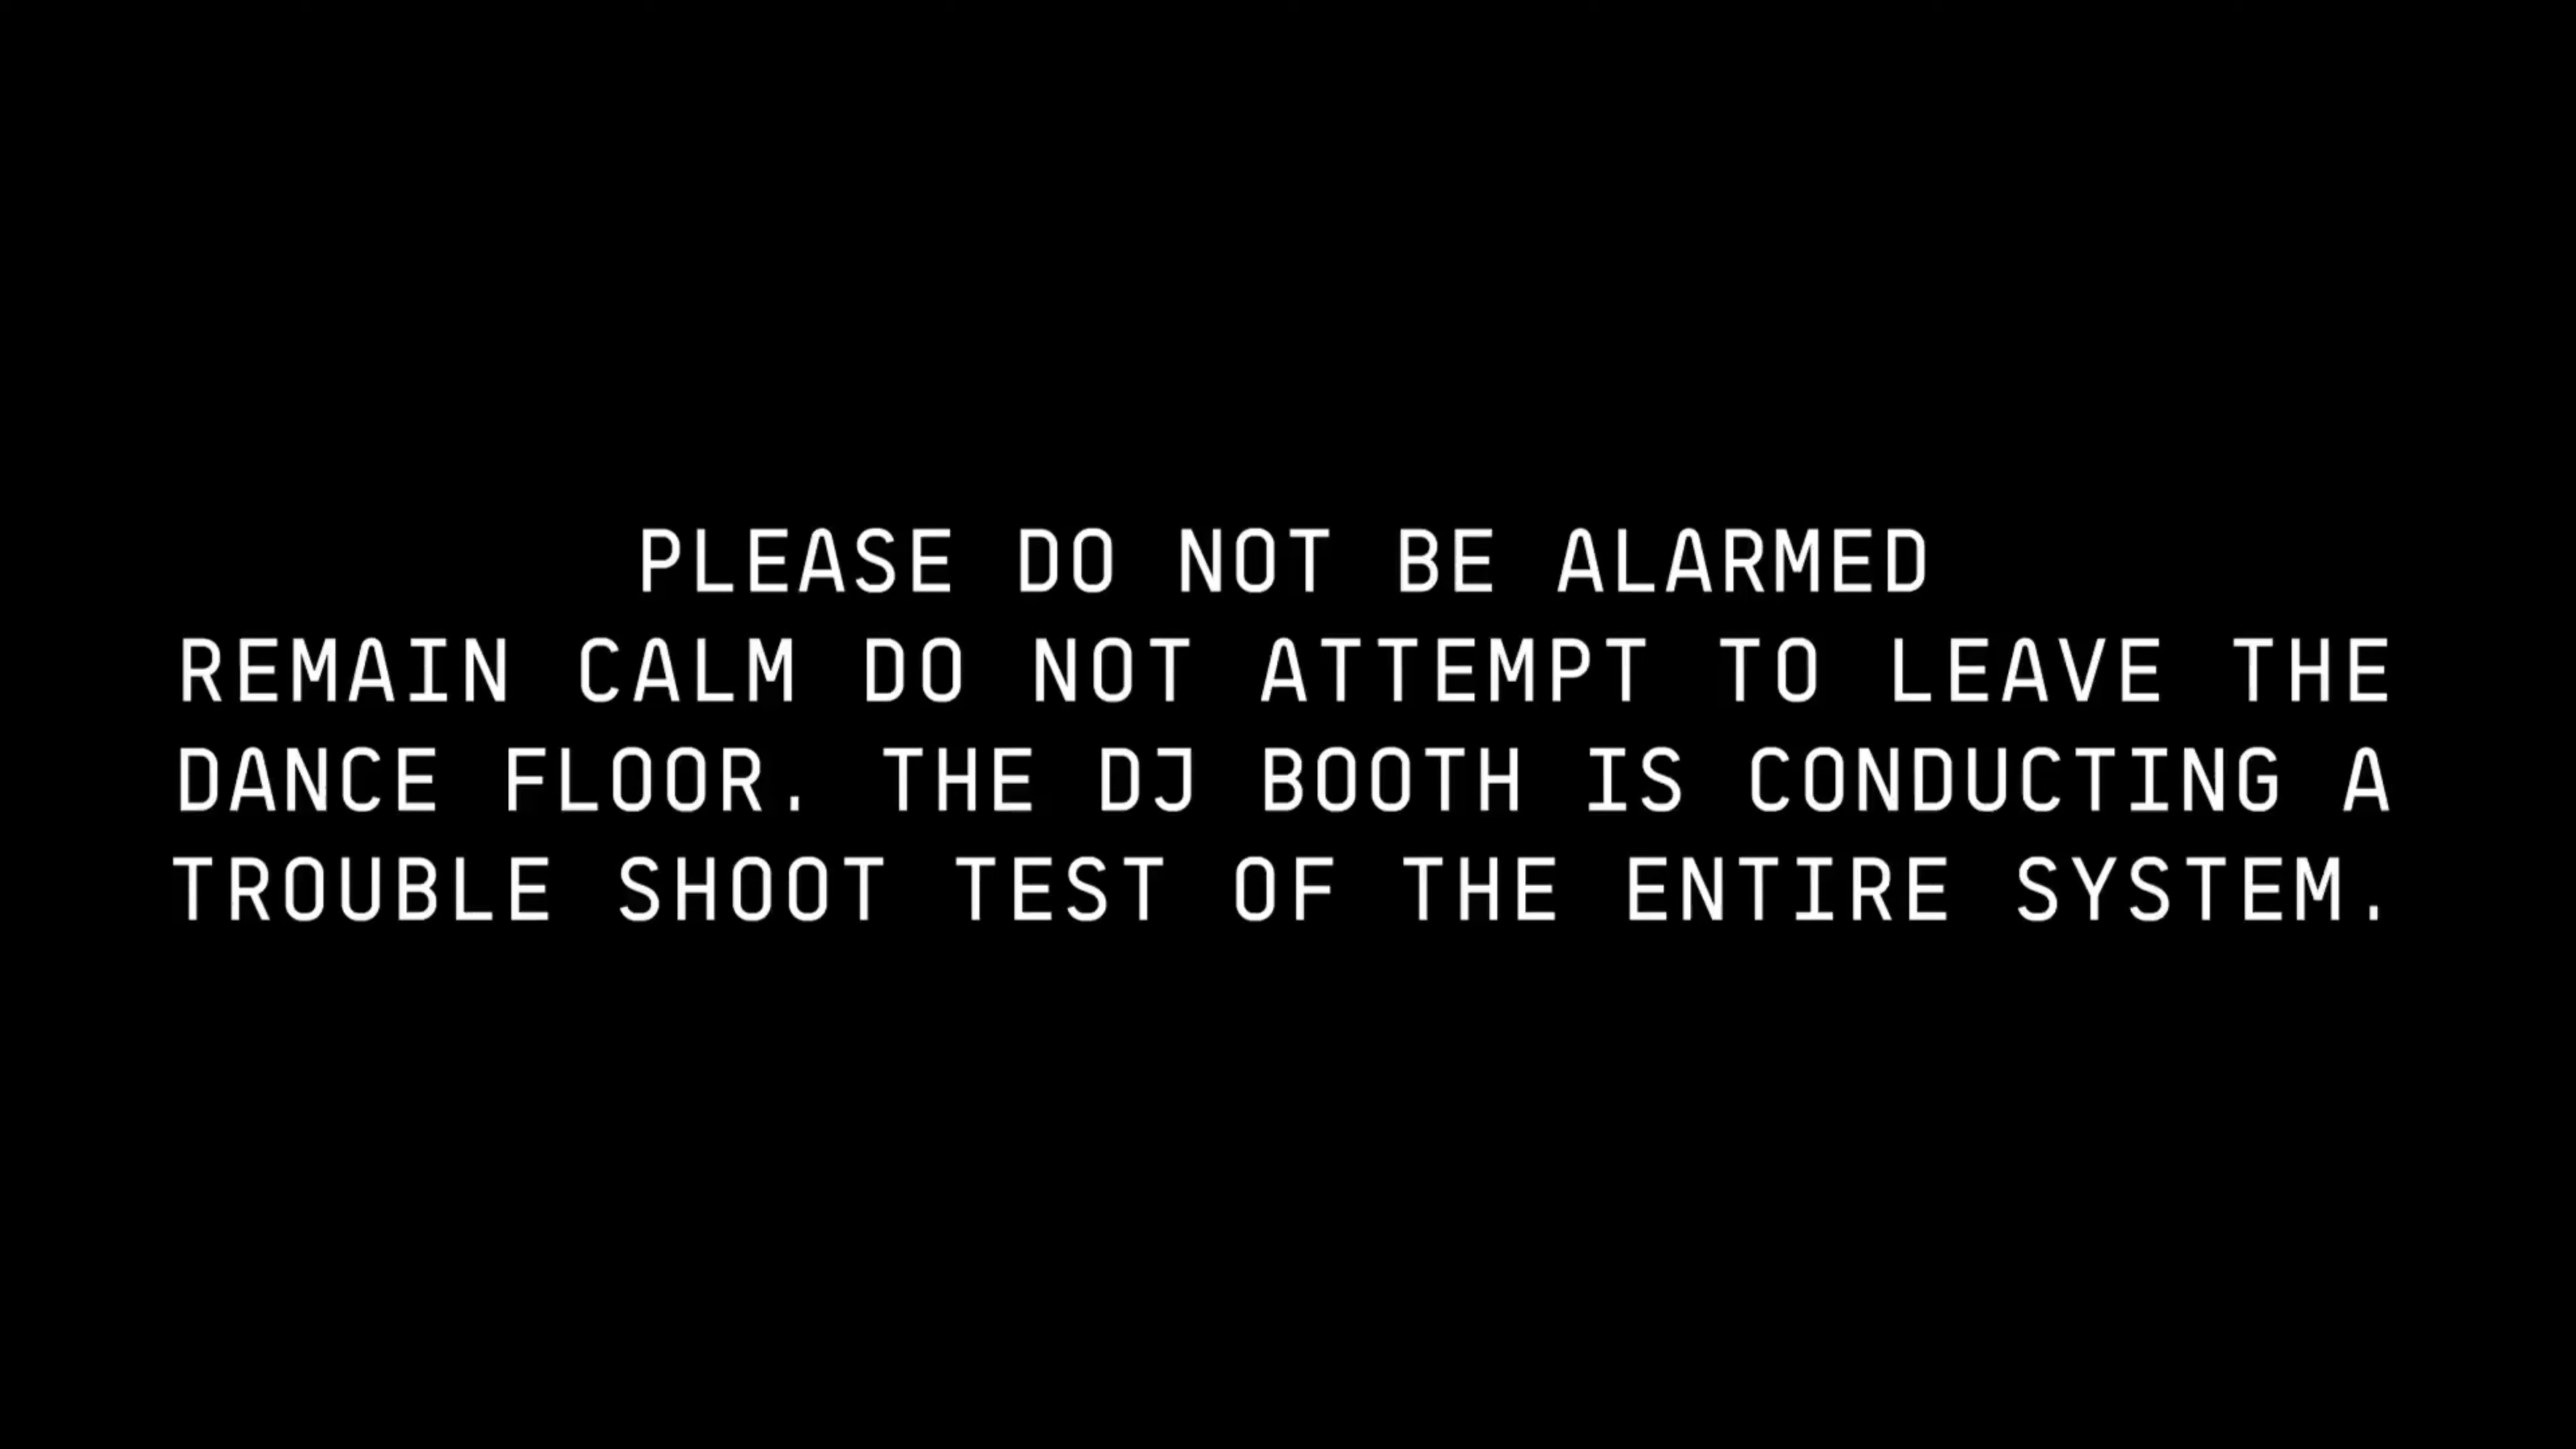 PLEASE DO NOT BE ALARMED
REMAIN CALM DO NOT ATTEMPT TO LEAVE THE
DANCE FLOOR. THE DJ BOOTH IS CONDUCTING A
TROUBLE SHOOT TEST OF THE ENTIRE SYSTEM.